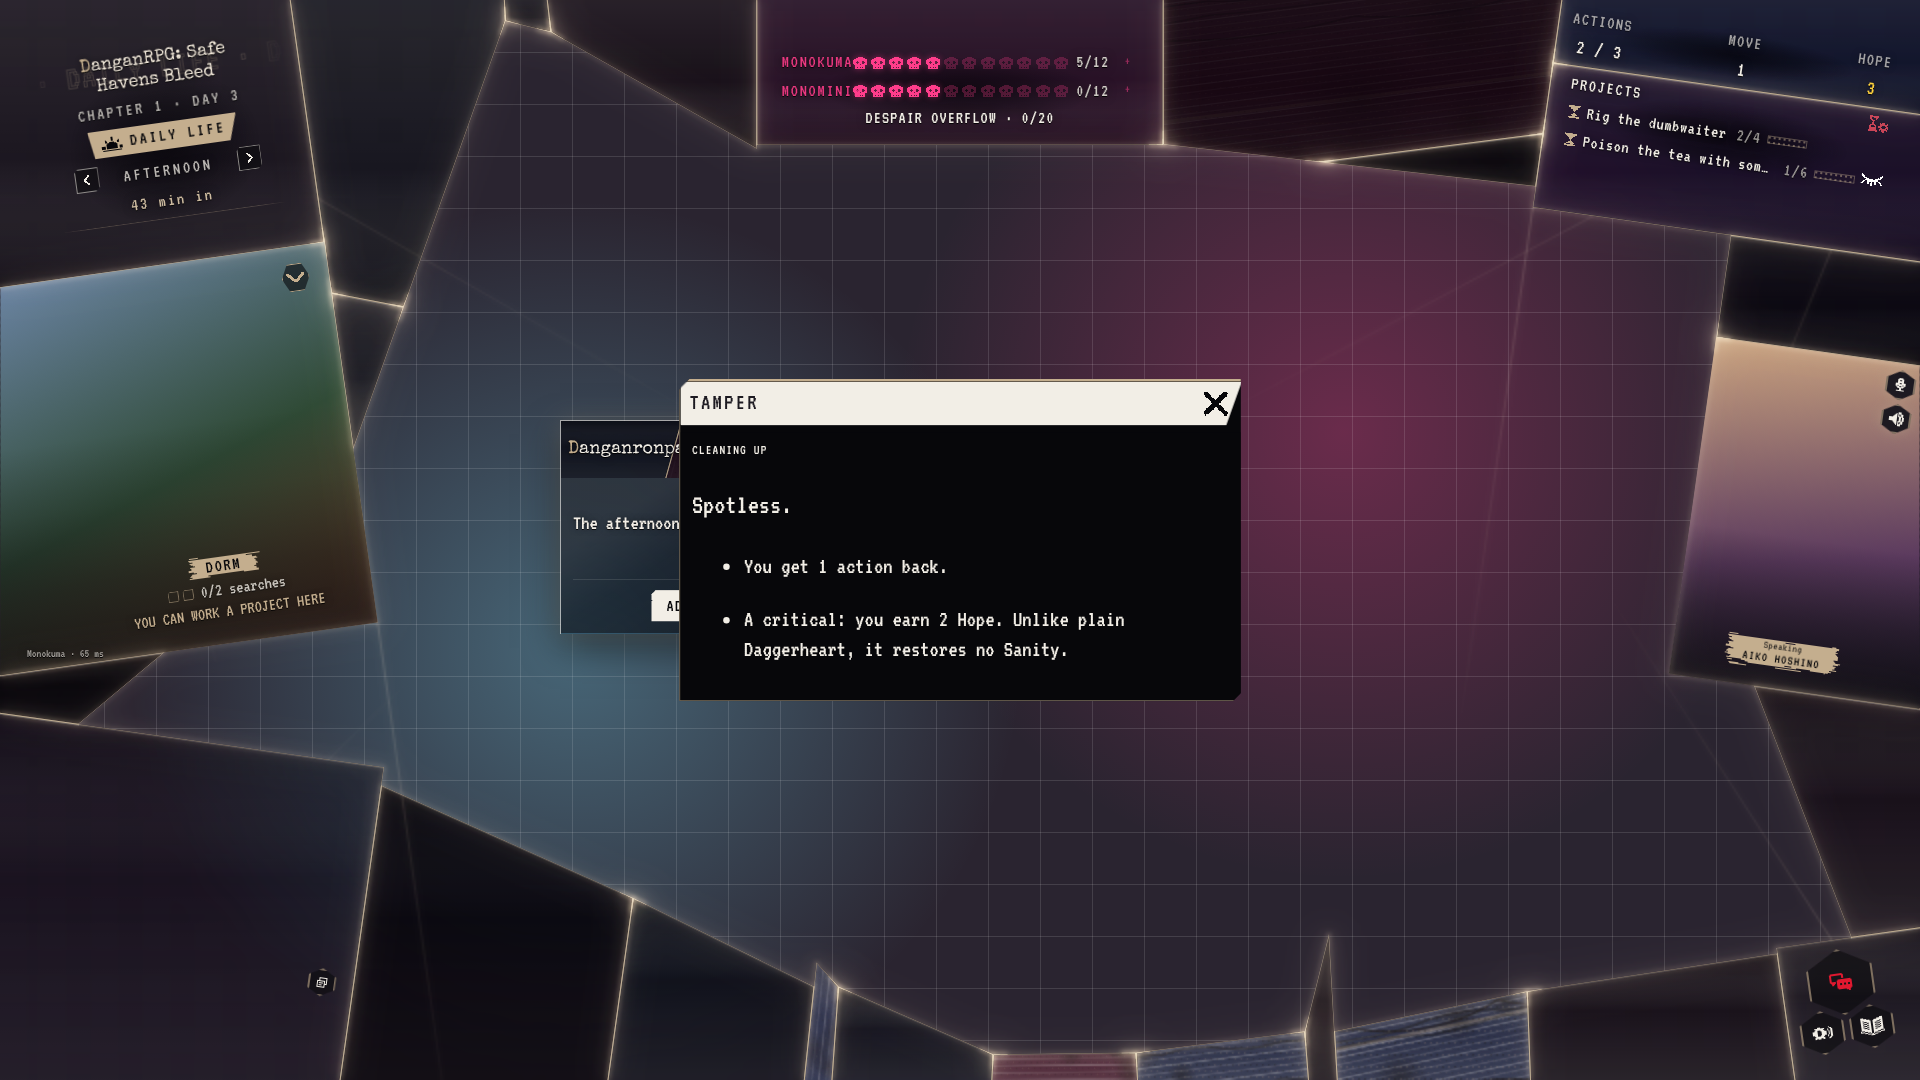 DanganRPG: Safe
Havens Bleed
CHAPTER 1 · DAY 3
DAILY LIFE
AFTERNOON
43 min in
MONOKUMA 5/12
MONOMINI 0/12
DESPAIR OVERFLOW · 0/20
ACTIONS
2 / 3
MOVE
1
HOPE
3
PROJECTS
Rig the dumbwaiter 2/4
Poison the tea with som… 1/6
DORM
0/2 searches
YOU CAN WORK A PROJECT HERE
Monokuma · 65 ms
Danganronpa
The afternoon
TAMPER
CLEANING UP
Spotless.
• You get 1 action back.
• A critical: you earn 2 Hope. Unlike plain
Daggerheart, it restores no Sanity.
Speaking
AIKO HOSHINO